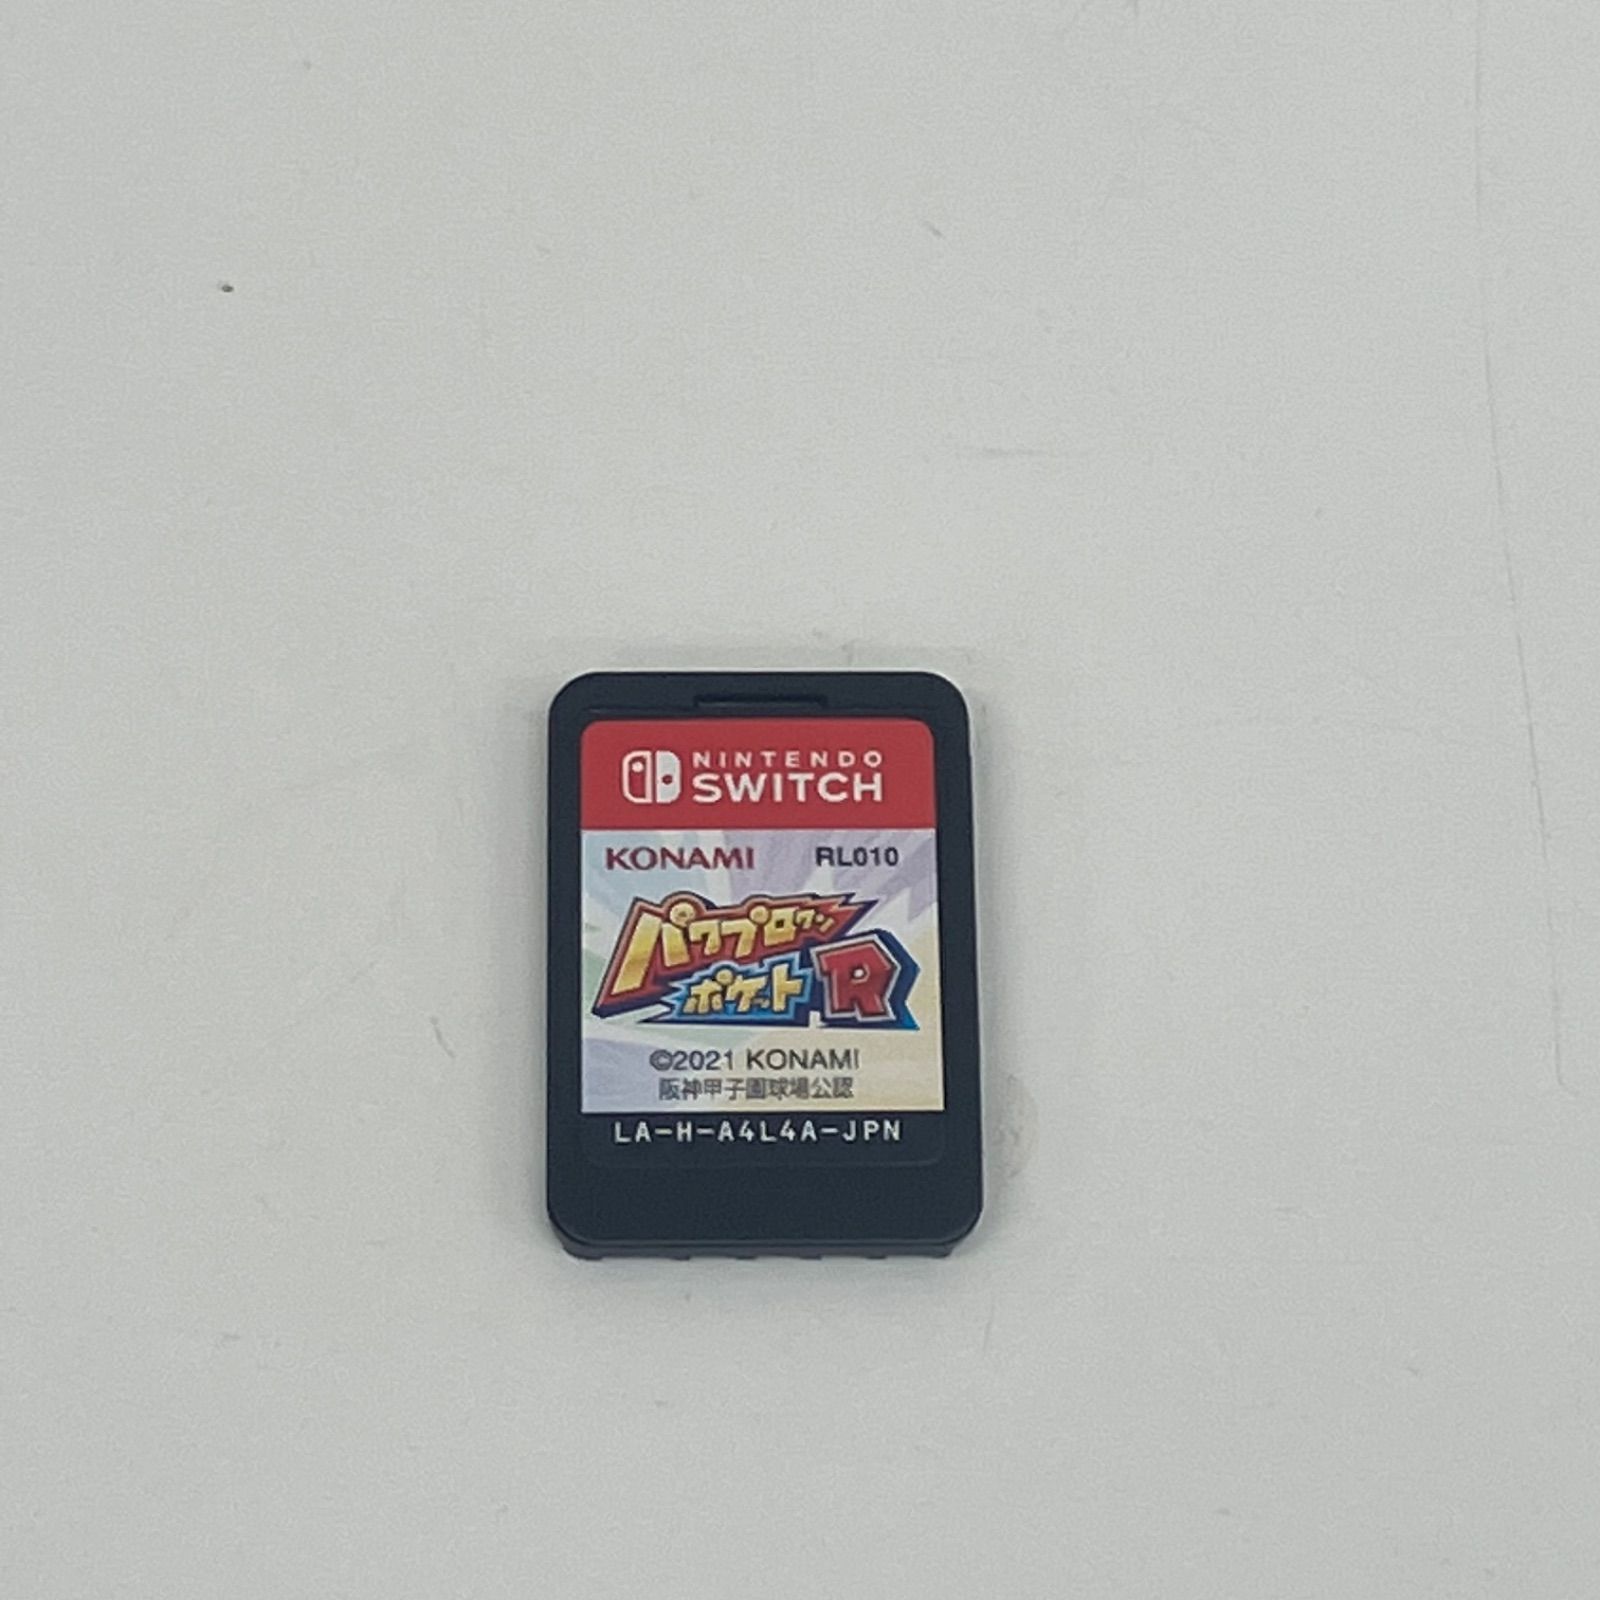 NINTENDO
SWITCH
KONAMI RL010
パワプロクン
ポケットR
©2021 KONAMI
阪神甲子園球場公認
LA-H-A4L4A-JPN